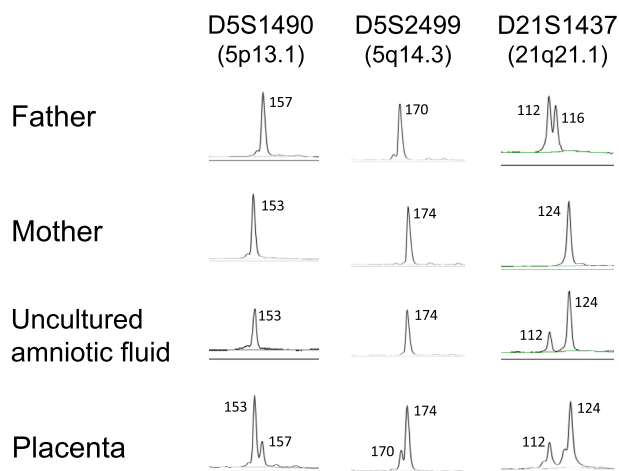 D5S1490 D5S2499 D21S1437
(5p13.1) (5q14.3) (21q21.1)
Father 157 170 112 116
Mother 153 174 124
Uncultured
amniotic fluid 153 174 112 124
Placenta 153 157 170 174 112 124